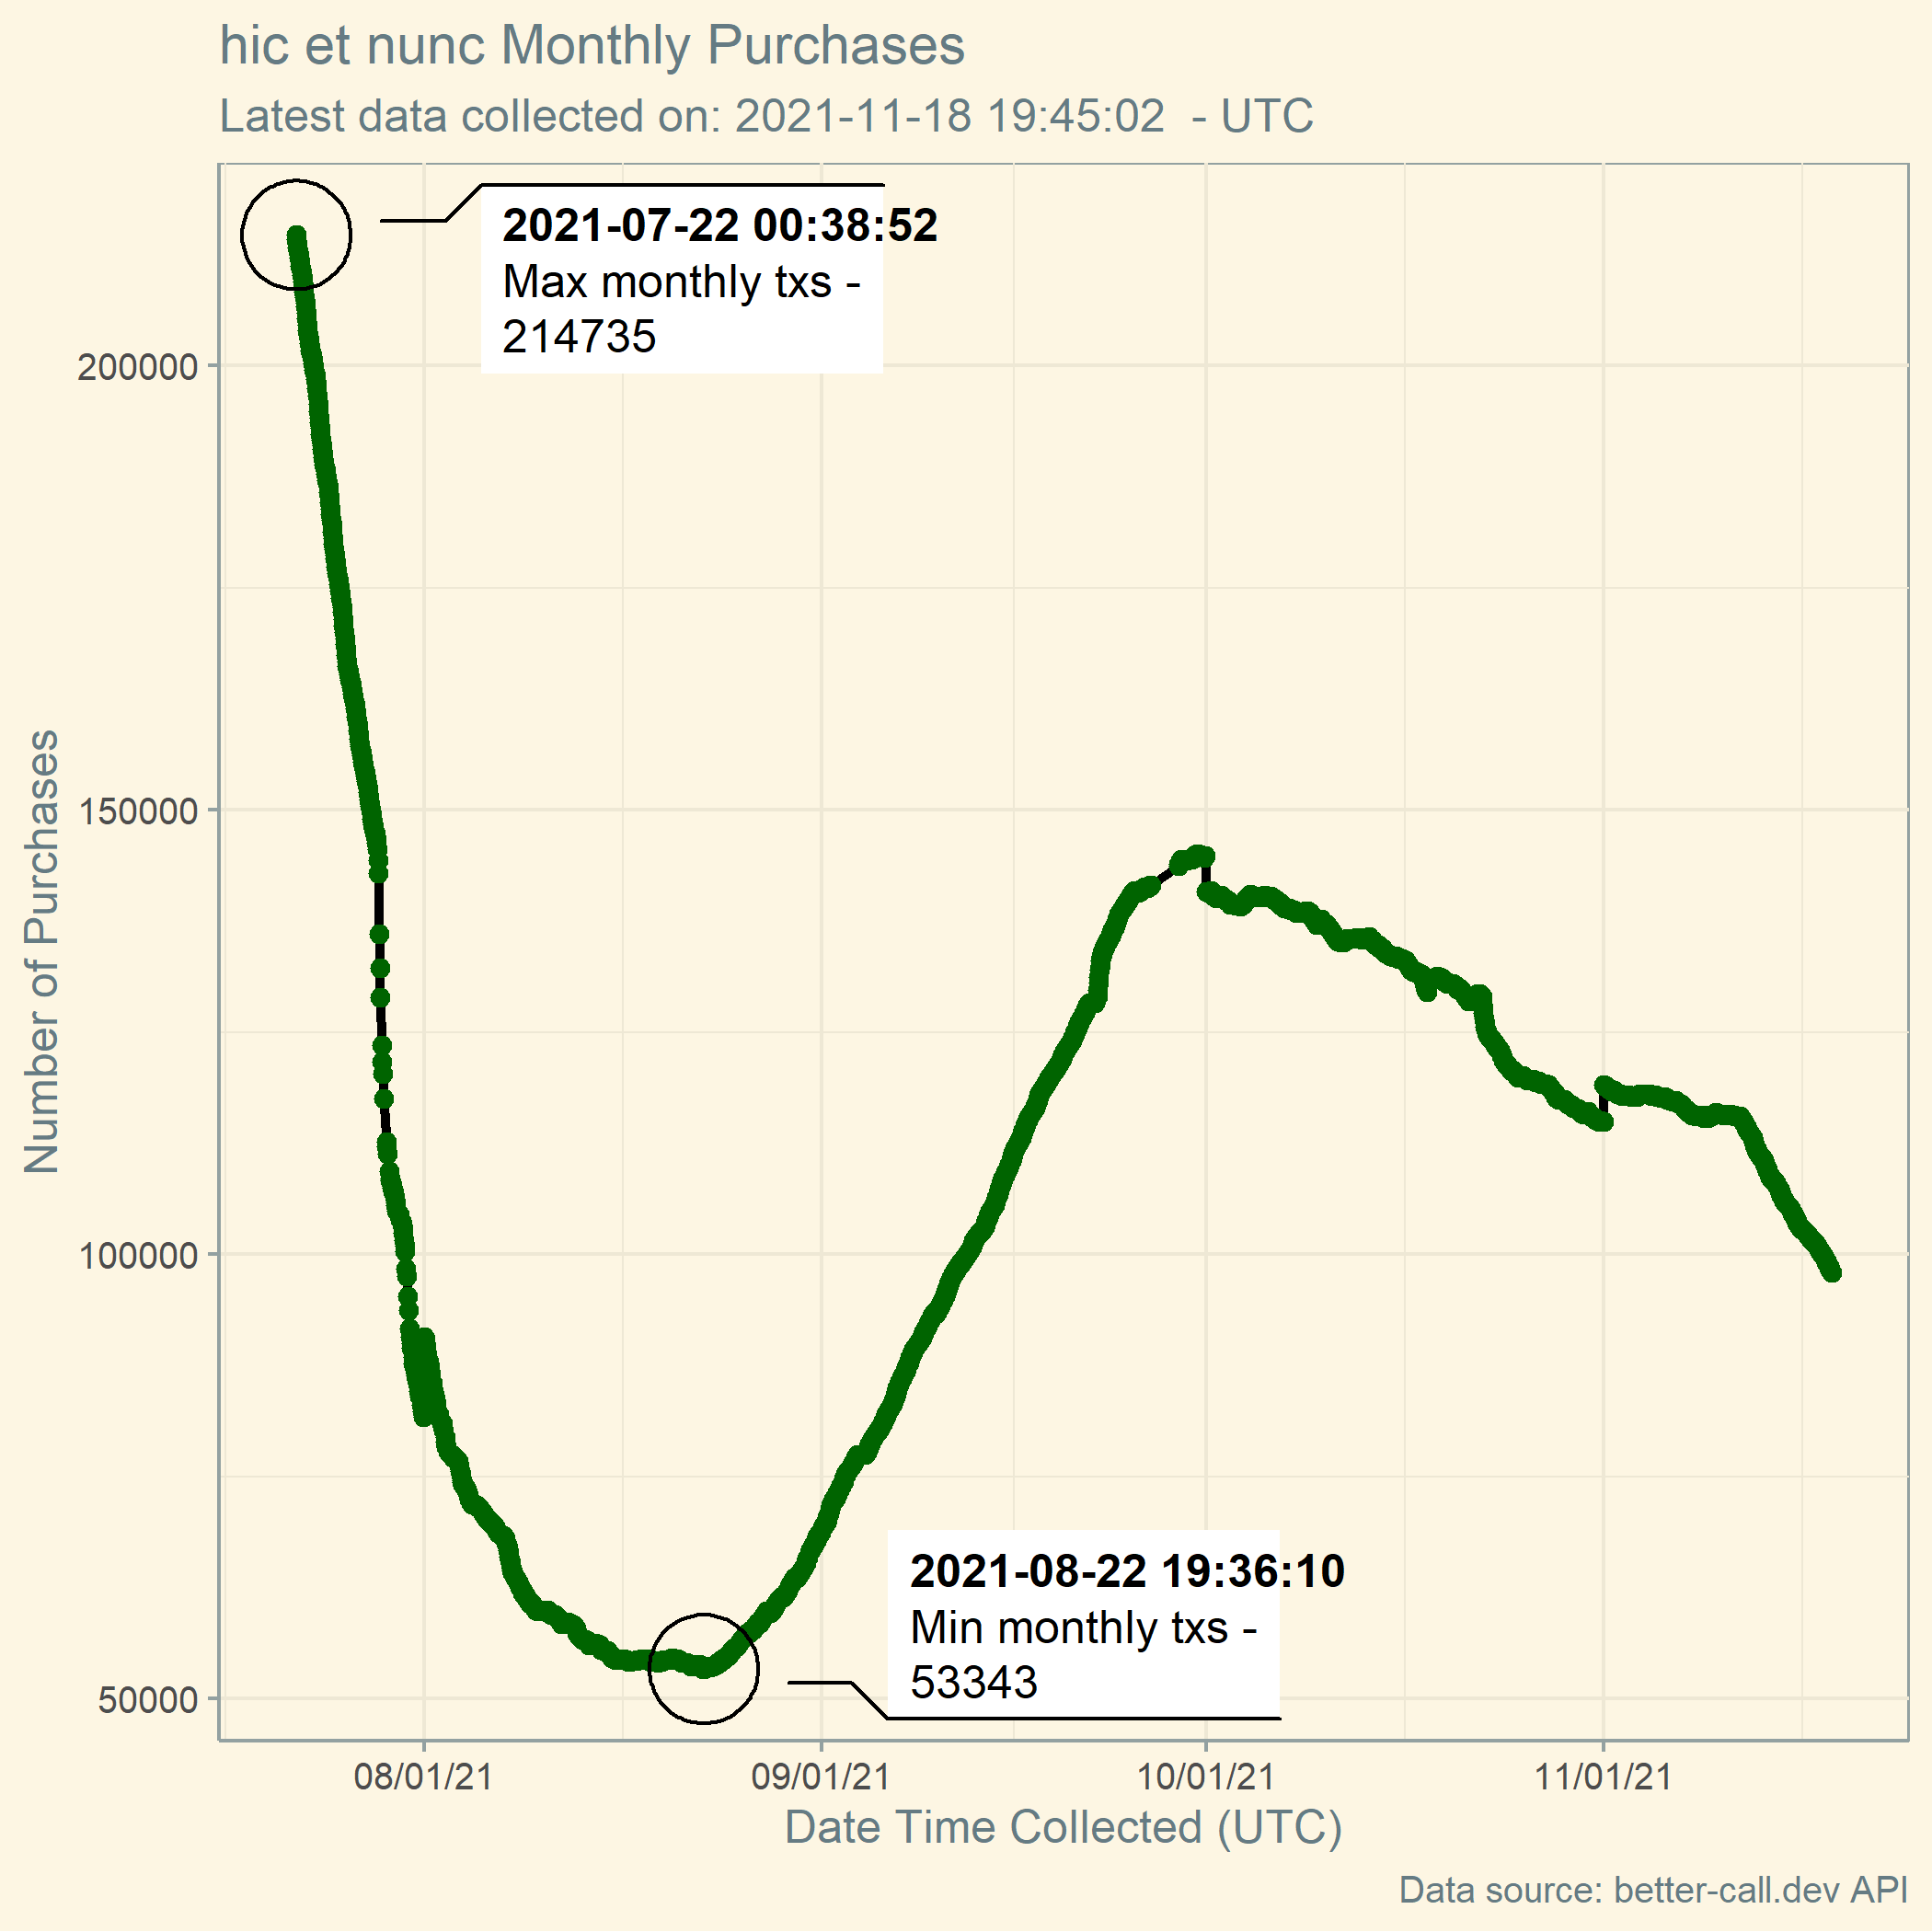 hic et nunc Monthly Purchases
Latest data collected on: 2021-11-18 19:45:02 - UTC
2021-07-22 00:38:52
Max monthly txs -
214735
200000
150000
100000
50000
Number of Purchases
2021-08-22 19:36:10
Min monthly txs -
53343
08/01/21 09/01/21 10/01/21 11/01/21
Date Time Collected (UTC)
Data source: better-call.dev API